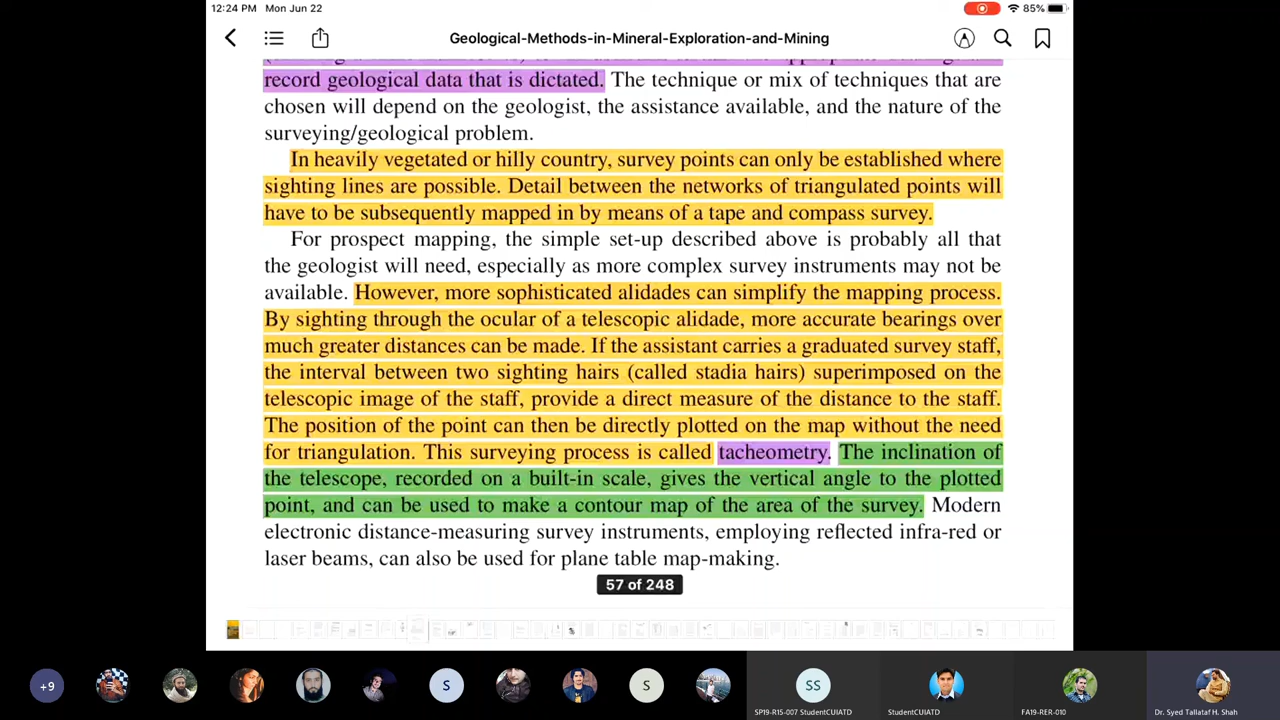 12:24 PM Mon Jun 22
85%
Geological-Methods-in-Mineral-Exploration-and-Mining
record geological data that is dictated. The technique or mix of techniques that are
chosen will depend on the geologist, the assistance available, and the nature of the
surveying/geological problem.
In heavily vegetated or hilly country, survey points can only be established where
sighting lines are possible. Detail between the networks of triangulated points will
have to be subsequently mapped in by means of a tape and compass survey.
For prospect mapping, the simple set-up described above is probably all that
the geologist will need, especially as more complex survey instruments may not be
available. However, more sophisticated alidades can simplify the mapping process.
By sighting through the ocular of a telescopic alidade, more accurate bearings over
much greater distances can be made. If the assistant carries a graduated survey staff,
the interval between two sighting hairs (called stadia hairs) superimposed on the
telescopic image of the staff, provide a direct measure of the distance to the staff.
The position of the point can then be directly plotted on the map without the need
for triangulation. This surveying process is called tacheometry. The inclination of
the telescope, recorded on a built-in scale, gives the vertical angle to the plotted
point, and can be used to make a contour map of the area of the survey. Modern
electronic distance-measuring survey instruments, employing reflected infra-red or
laser beams, can also be used for plane table map-making.
57 of 248
+9
S
S
SS
SP19-R1S-007 StudentCUIATD
StudentCUIATD
FA19-RER-010
Dr. Syed Tallataf H. Shah